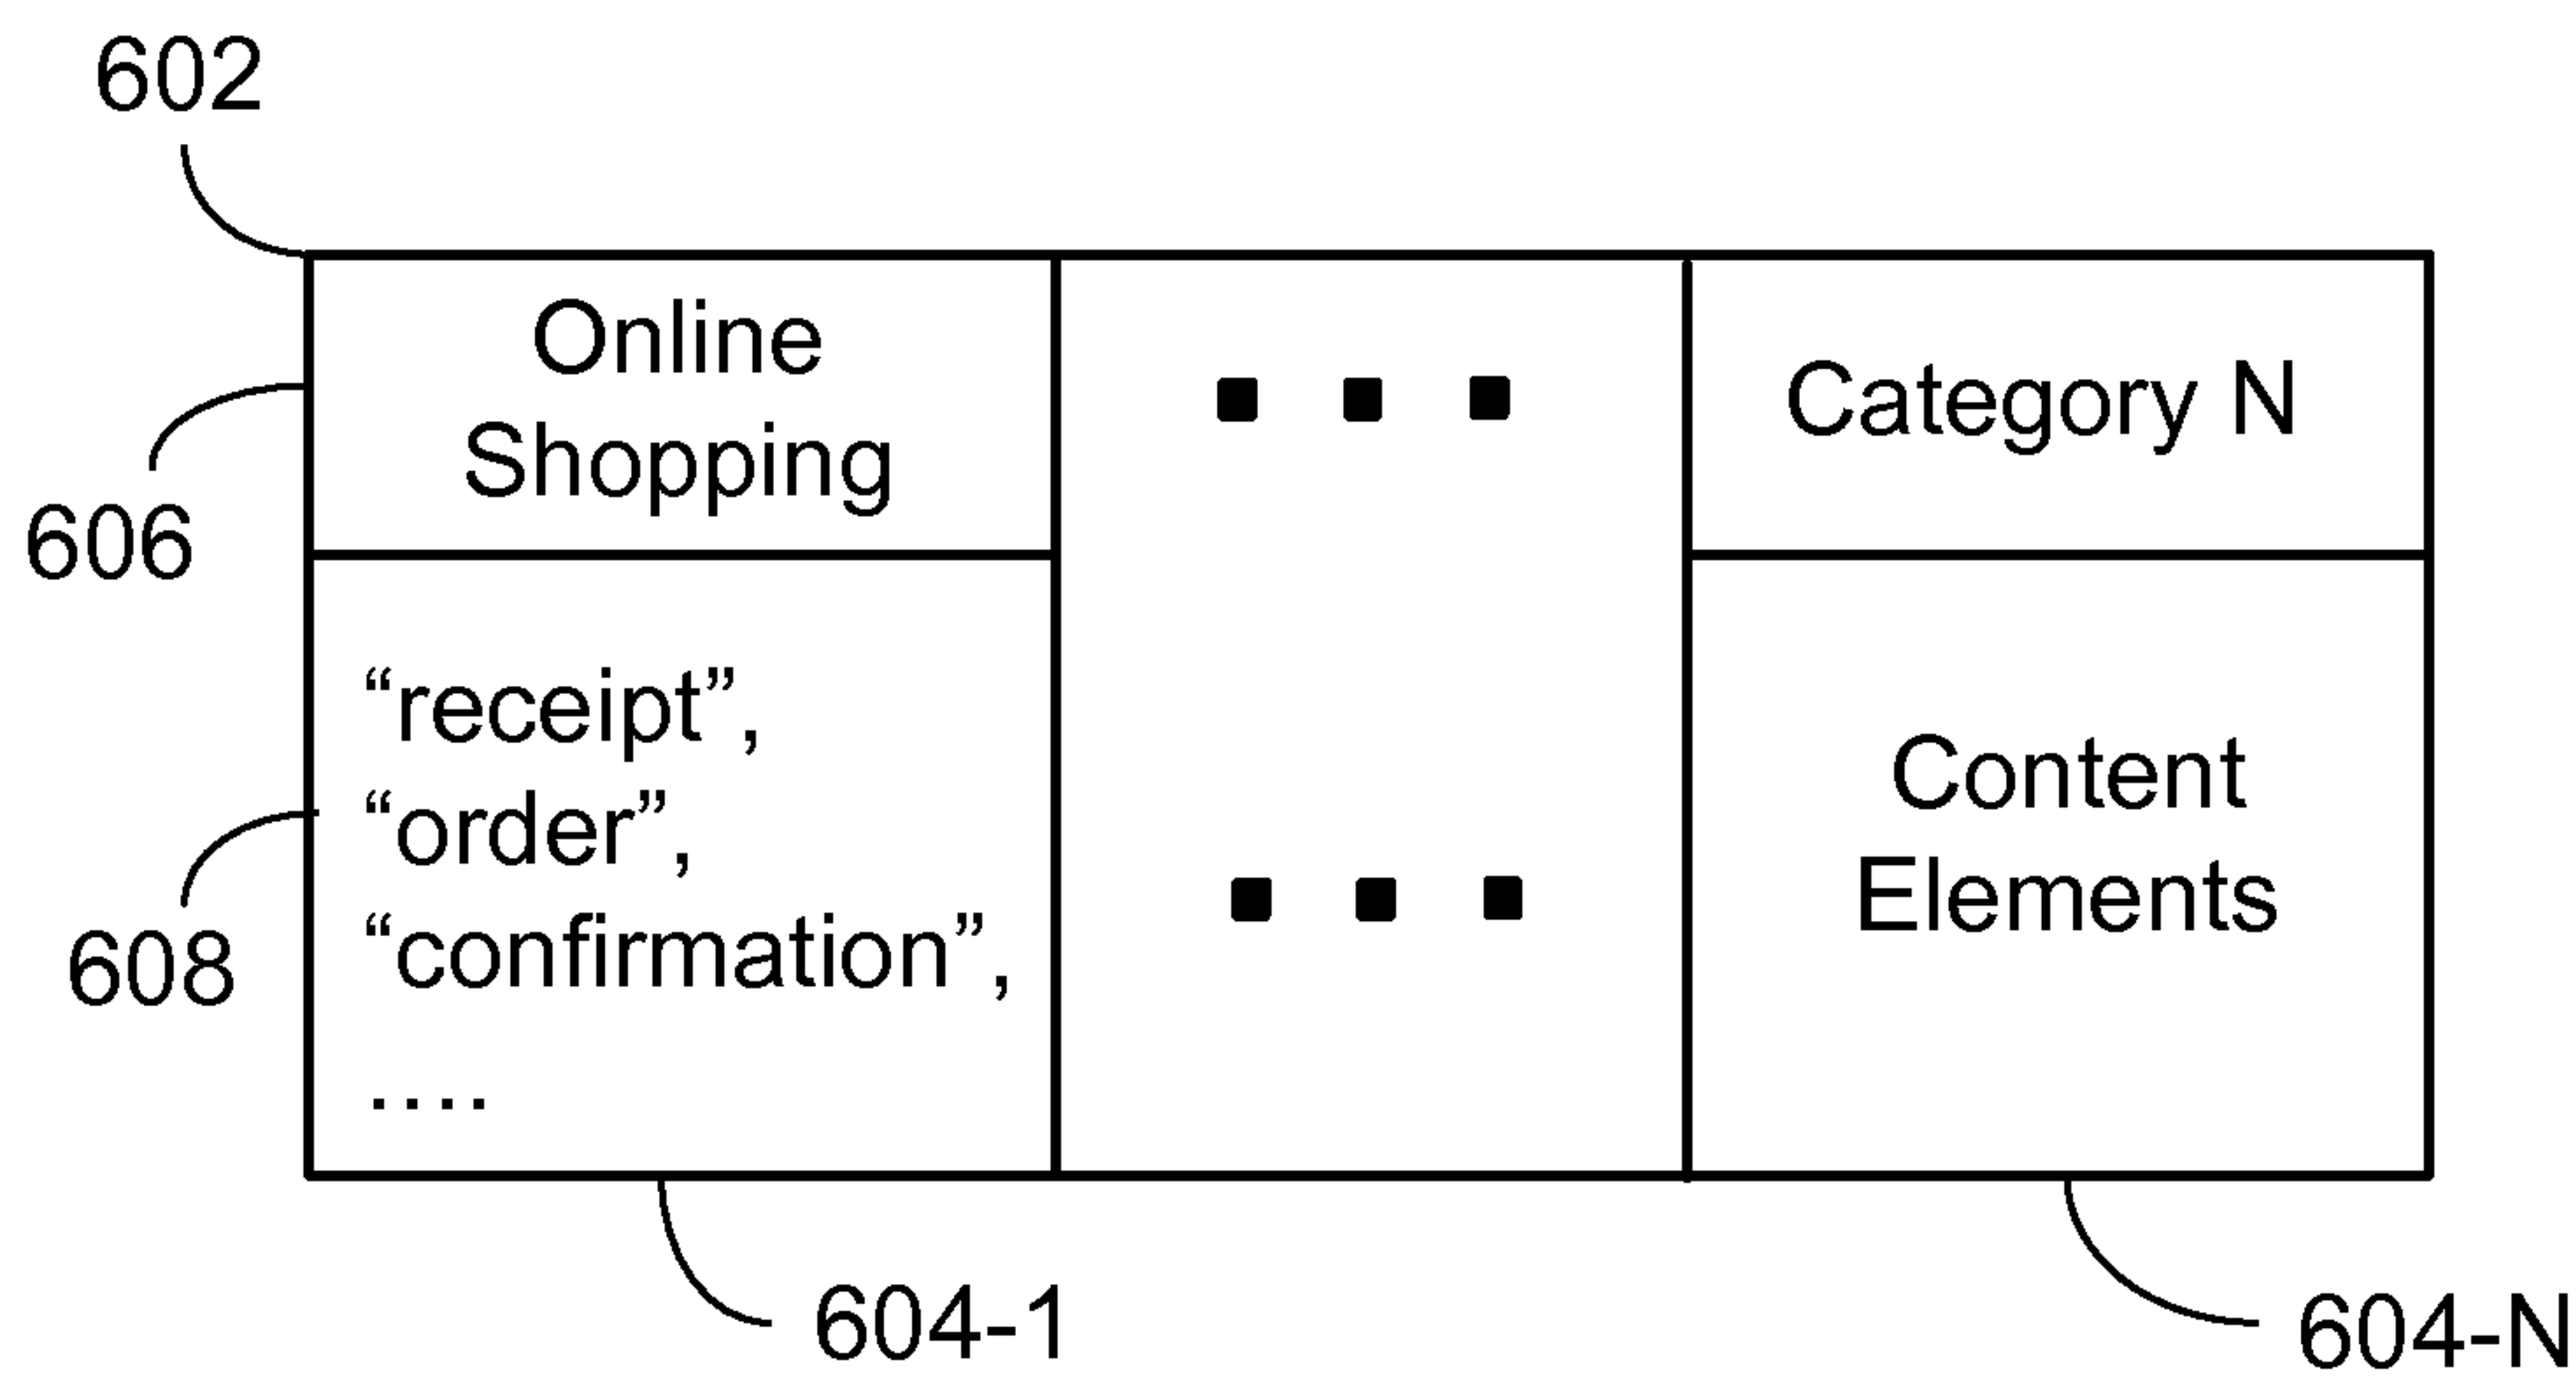 602
Online
Shopping
Category N
606
“receipt”,
“order”,
“confirmation”,
....
Content
Elements
608
604-1
604-N